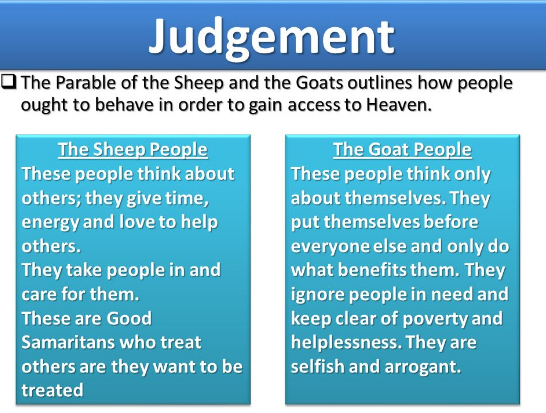 Judgement
The Parable of the Sheep and the Goats outlines how people
ought to behave in order to gain access to Heaven.
The Sheep People
These people think about
others; they give time,
energy and love to help
others.
They take people in and
care for them.
These are Good
Samaritans who treat
others are they want to be
treated
The Goat People
These people think only
about themselves. They
put themselves before
everyone else and only do
what benefits them. They
ignore people in need and
keep clear of poverty and
helplessness. They are
selfish and arrogant.